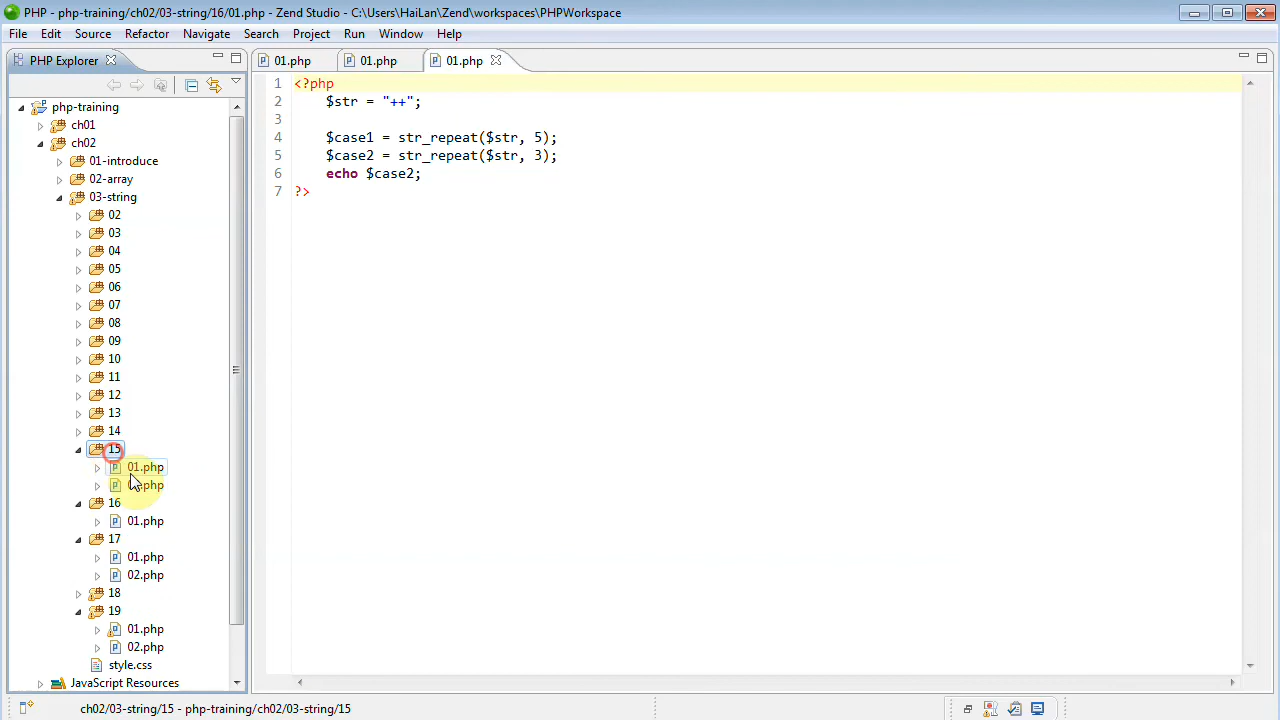 PHP - php-training/ch02/03-string/16/01.php - Zend Studio - C:\Users\HaiLan\Zend\workspaces\PHPWorkspace
File Edit Source Refactor Navigate Search Project Run Window Help
PHP Explorer
01.php 01.php 01.php
php-training
ch01
ch02
01-introduce
02-array
03-string
02
03
04
05
06
07
08
09
10
11
12
13
14
15
01.php
16
01.php
17
01.php
02.php
18
19
01.php
02.php
style.css
JavaScript Resources
1 <?php
2 $str = "++";
3
4 $case1 = str_repeat($str, 5);
5 $case2 = str_repeat($str, 3);
6 echo $case2;
7 ?>
ch02/03-string/15 - php-training/ch02/03-string/15